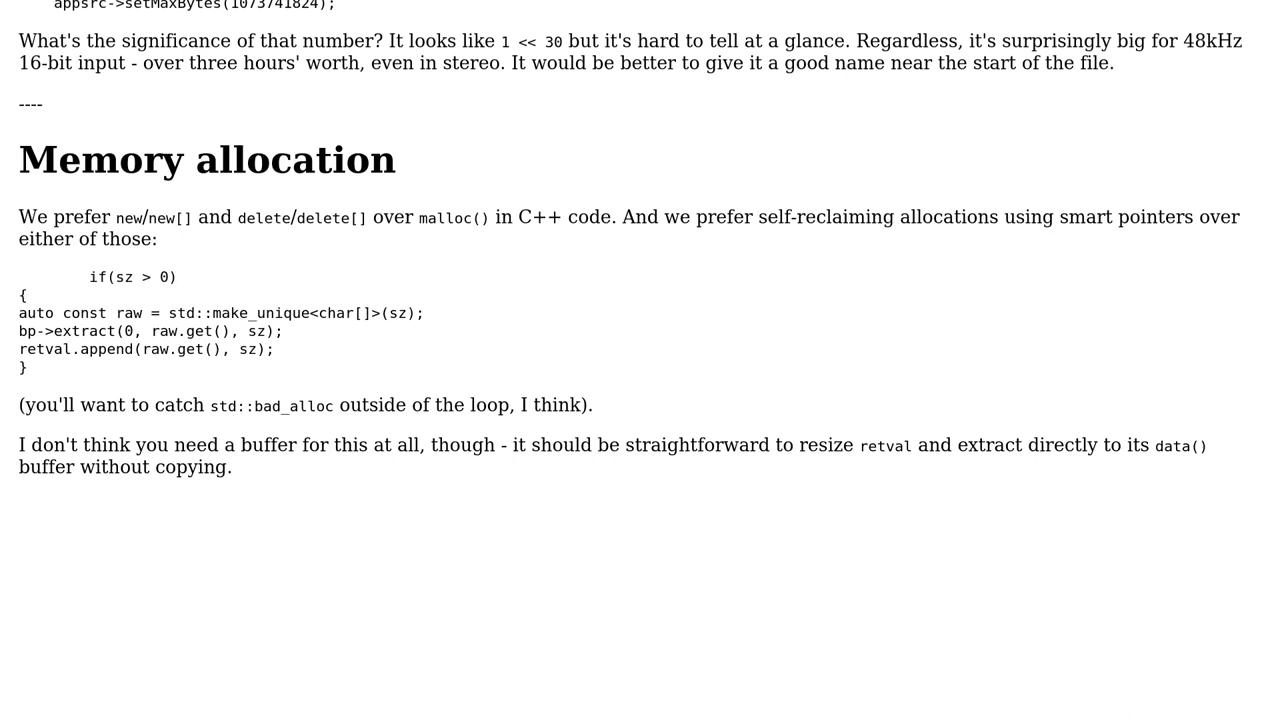 appsrc->setMaxBytes(1073741824);
What's the significance of that number? It looks like 1 << 30 but it's hard to tell at a glance. Regardless, it's surprisingly big for 48kHz
16-bit input - over three hours' worth, even in stereo. It would be better to give it a good name near the start of the file.
----
Memory allocation
We prefer new/new[] and delete/delete[] over malloc() in C++ code. And we prefer self-reclaiming allocations using smart pointers over
either of those:
if(sz > 0)
{
auto const raw = std::make_unique<char[]>(sz);
bp->extract(0, raw.get(), sz);
retval.append(raw.get(), sz);
}
(you'll want to catch std::bad_alloc outside of the loop, I think).
I don't think you need a buffer for this at all, though - it should be straightforward to resize retval and extract directly to its data()
buffer without copying.